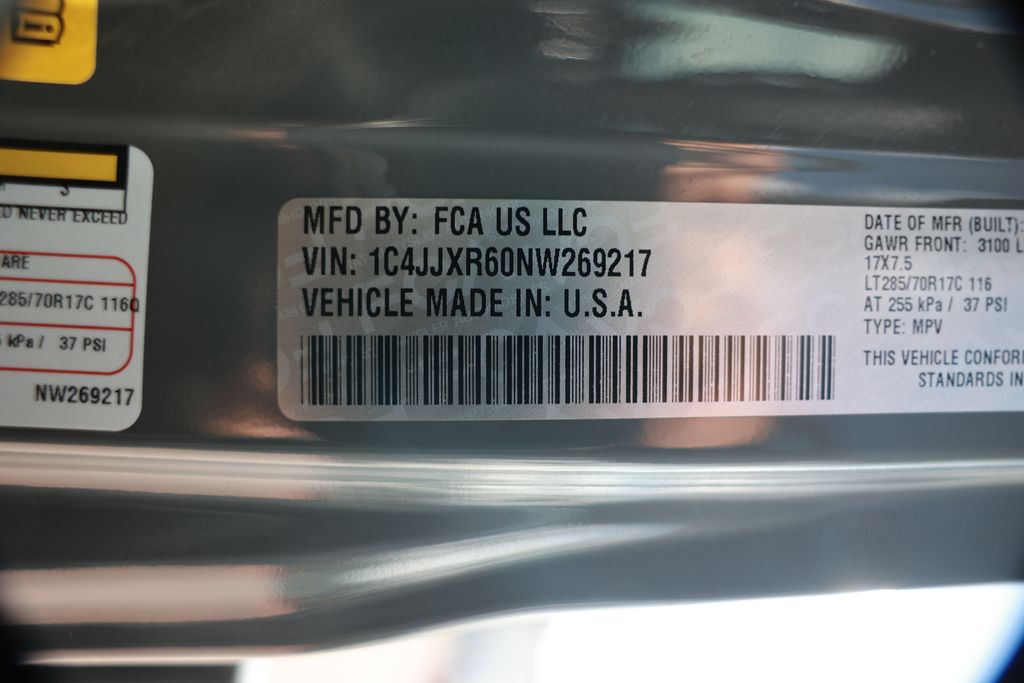 S
NEVER EXCEED
ARE
285/70R17C 116Q
kPa / 37 PSI
NW269217
MFD BY: FCA US LLC
VIN: 1C4JJXR60NW269217
VEHICLE MADE IN: U.S.A.
DATE OF MFR (BUILT):
GAWR FRONT: 3100 L
17X7.5
LT285/70R17C 116
AT 255 kPa / 37 PSI
TYPE: MPV
THIS VEHICLE CONFOR
STANDARDS IN